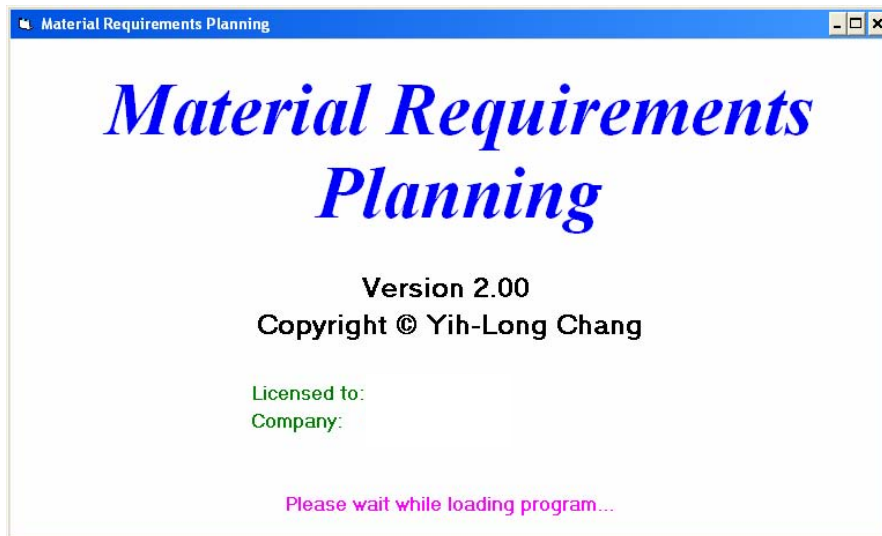 Material Requirements Planning
Material Requirements
Planning
Version 2.00
Copyright © Yih-Long Chang
Licensed to:
Company:
Please wait while loading program...